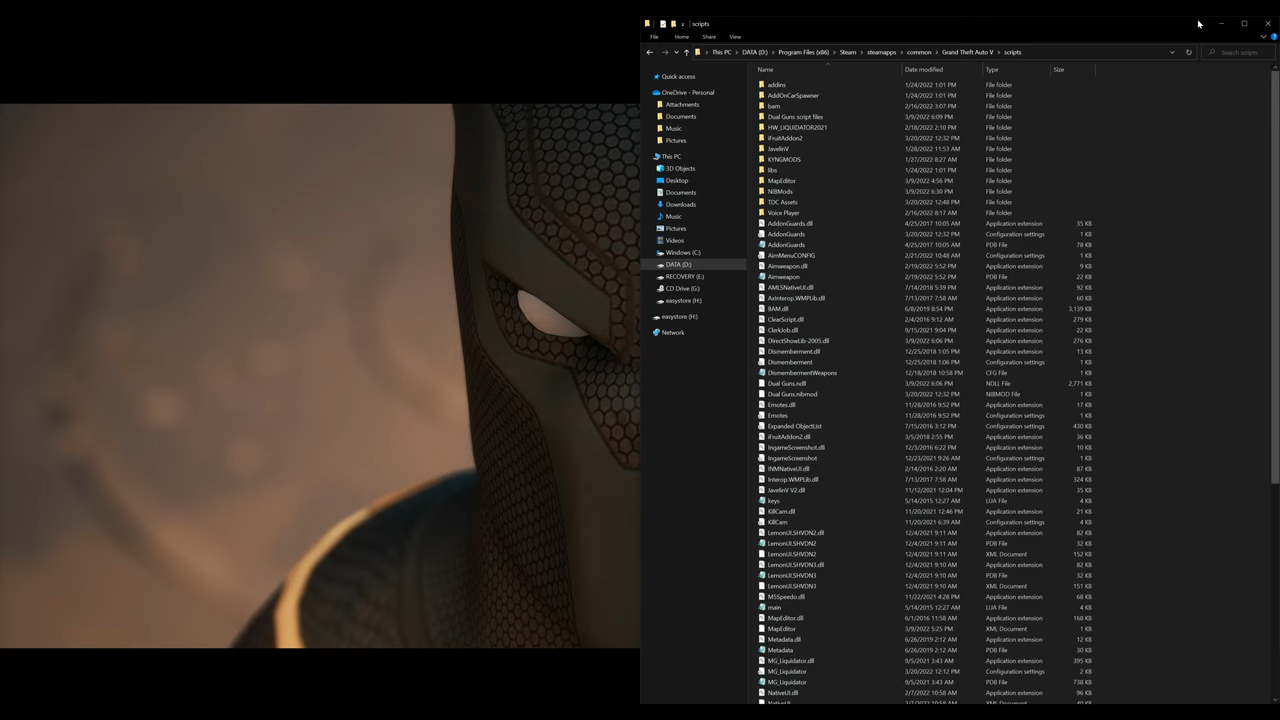 scripts
File Home Share View
This PC Data (D:) Program Files (x86) Steam steamapps common Grand Theft Auto V scripts Search scripts
Name Date modified Type Size
Quick access
OneDrive - Personal
Attachments
Documents
Music
Pictures
This PC
3D Objects
Desktop
Documents
Downloads
Music
Pictures
Videos
Windows (C:)
DATA (D:)
RECOVERY (E:)
CD Drive (G:)
easystore (H:)
easystore (H:)
Network
addins 1/24/2022 1:01 PM File folder
AddOnCarSpawner 1/24/2022 1:01 PM File folder
bam 2/16/2022 3:07 PM File folder
Dual Guns script files 3/9/2022 6:09 PM File folder
HW_LIQUIDATOR2021 2/18/2022 2:10 PM File folder
iFruitAddon2 3/20/2022 12:32 PM File folder
JavelinV 1/28/2022 11:53 AM File folder
KYNGMODS 1/27/2022 8:27 AM File folder
libs 1/24/2022 1:01 PM File folder
MapEditor 3/9/2022 4:56 PM File folder
NIBMods 3/9/2022 6:30 PM File folder
TDC Assets 3/20/2022 12:48 PM File folder
Voice Player 2/16/2022 8:17 AM File folder
AddonGuards.dll 4/25/2017 10:05 AM Application extension 35 KB
AddonGuards 3/20/2022 12:32 PM Configuration settings 1 KB
AddonGuards 4/25/2017 10:05 AM PDB File 78 KB
AimMenuCONFIG 2/21/2022 10:48 AM Configuration settings 1 KB
Aimweapon.dll 2/19/2022 5:52 PM Application extension 9 KB
Aimweapon 2/19/2022 5:52 PM PDB File 22 KB
AMLSNativeUI.dll 7/14/2018 5:39 PM Application extension 92 KB
AxInterop.WMPLib.dll 7/13/2017 7:58 AM Application extension 60 KB
BAM.dll 6/8/2019 8:54 PM Application extension 3,139 KB
ClearScript.dll 2/4/2016 9:12 AM Application extension 279 KB
ClerkJob.dll 9/15/2021 9:04 PM Application extension 22 KB
DirectShowLib-2005.dll 3/9/2022 6:06 PM Application extension 276 KB
Dismemberment.dll 12/25/2018 1:05 PM Application extension 13 KB
Dismemberment 12/25/2018 1:06 PM Configuration settings 1 KB
DismembermentWeapons 12/18/2018 10:58 PM CFG File 1 KB
Dual Guns.ndll 3/9/2022 6:06 PM NDLL File 2,771 KB
Dual Guns.nibmod 3/20/2022 12:32 PM NIBMOD File 1 KB
Emotes.dll 11/28/2016 9:52 PM Application extension 17 KB
Emotes 11/28/2016 9:52 PM Configuration settings 1 KB
Expanded ObjectList 7/15/2016 3:12 PM Configuration settings 430 KB
iFruitAddon2.dll 3/5/2018 2:55 PM Application extension 36 KB
IngameScreenshot.dll 12/3/2016 6:22 PM Application extension 10 KB
IngameScreenshot 12/23/2021 9:26 AM Configuration settings 1 KB
INMNativeUI.dll 2/14/2016 2:20 AM Application extension 87 KB
Interop.WMPLib.dll 7/13/2017 7:58 AM Application extension 324 KB
JavelinV V2.dll 11/12/2021 12:04 PM Application extension 35 KB
keys 5/14/2015 12:27 AM LUA File 4 KB
KillCam.dll 11/20/2021 12:46 PM Application extension 21 KB
KillCam 11/20/2021 6:39 AM Configuration settings 1 KB
LemonUI.SHVDN2.dll 12/4/2021 9:11 AM Application extension 82 KB
LemonUI.SHVDN2 12/4/2021 9:11 AM PDB File 32 KB
LemonUI.SHVDN2 12/4/2021 9:11 AM XML Document 152 KB
LemonUI.SHVDN3.dll 12/4/2021 9:10 AM Application extension 82 KB
LemonUI.SHVDN3 12/4/2021 9:10 AM PDB File 32 KB
LemonUI.SHVDN3 12/4/2021 9:10 AM XML Document 151 KB
M5Speedo.dll 11/22/2021 4:28 PM Application extension 68 KB
main 5/14/2015 12:27 AM LUA File 4 KB
MapEditor.dll 6/1/2016 11:58 AM Application extension 168 KB
MapEditor 3/9/2022 5:25 PM XML Document 1 KB
Metadata.dll 6/26/2019 2:12 AM Application extension 12 KB
Metadata 6/26/2019 2:12 AM PDB File 30 KB
MG_Liquidator.dll 9/5/2021 3:43 AM Application extension 395 KB
MG_Liquidator 3/20/2022 12:12 PM Configuration settings 2 KB
MG_Liquidator 9/5/2021 3:43 AM PDB File 738 KB
NativeUI.dll 2/7/2022 10:58 AM Application extension 96 KB